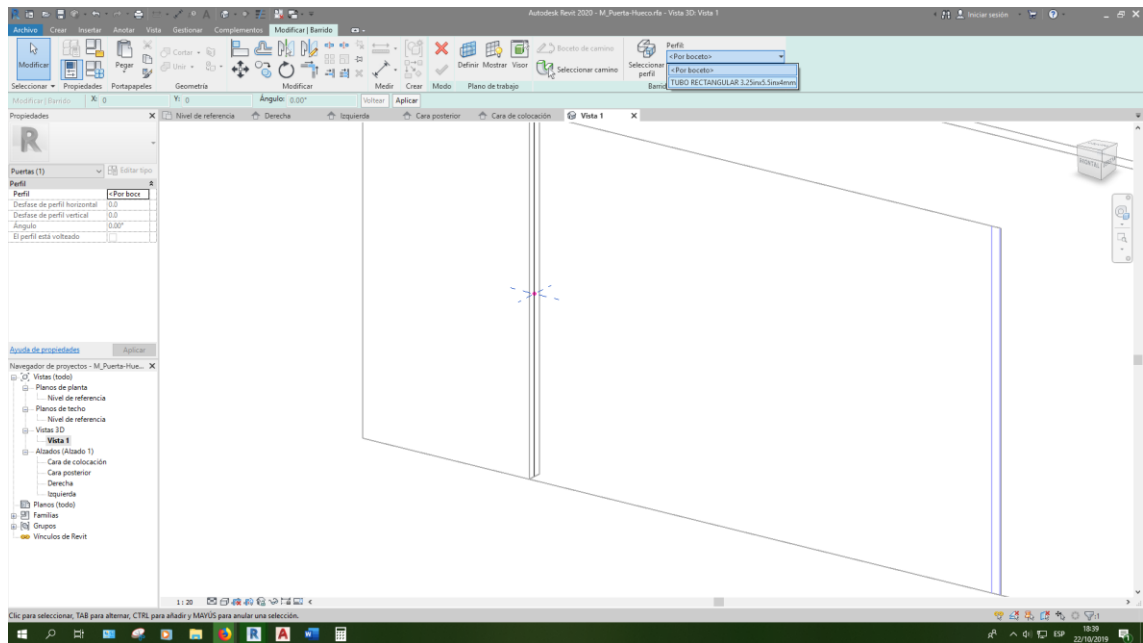 Autodesk Revit 2020 - M_Puerta-Hueco.rfa - Vista 3D: Vista 1
Iniciar sesión
Archivo Crear Insertar Anotar Vista Gestionar Complementos Modificar | Barrido
Modificar
Pegar
Cortar
Unir
Definir Mostrar Visor
Boceto de camino
Seleccionar camino
Seleccionar perfil
Perfil:
<Por boceto>
<Por boceto>
TUBO RECTANGULAR 3.25inx5.5inx4mm
Seleccionar Propiedades Portapapeles Geometría Modificar Medir Crear Modo Plano de trabajo
Modificar | Barrido X: 0 Y: 0 Ángulo: 0.00° Voltear Aplicar
Propiedades X
Nivel de referencia Derecha Izquierda Cara posterior Cara de colocación Vista 1 X
R
Puertas (1) Editar tipo
Perfil
Perfil <Por boce
Desfase de perfil horizontal 0.0
Desfase de perfil vertical 0.0
Ángulo 0.00°
El perfil está volteado
Ayuda de propiedades Aplicar
Navegador de proyectos - M_Puerta-Hue... X
Vistas (todo)
Planos de planta
Nivel de referencia
Planos de techo
Nivel de referencia
Vistas 3D
Vista 1
Alzados (Alzado 1)
Cara de colocación
Cara posterior
Derecha
Izquierda
Planos (todo)
Familias
Grupos
Vínculos de Revit
1 : 20
Clic para seleccionar, TAB para alternar, CTRL para añadir y MAYÚS para anular una selección.
ESP
18:39
22/10/2019